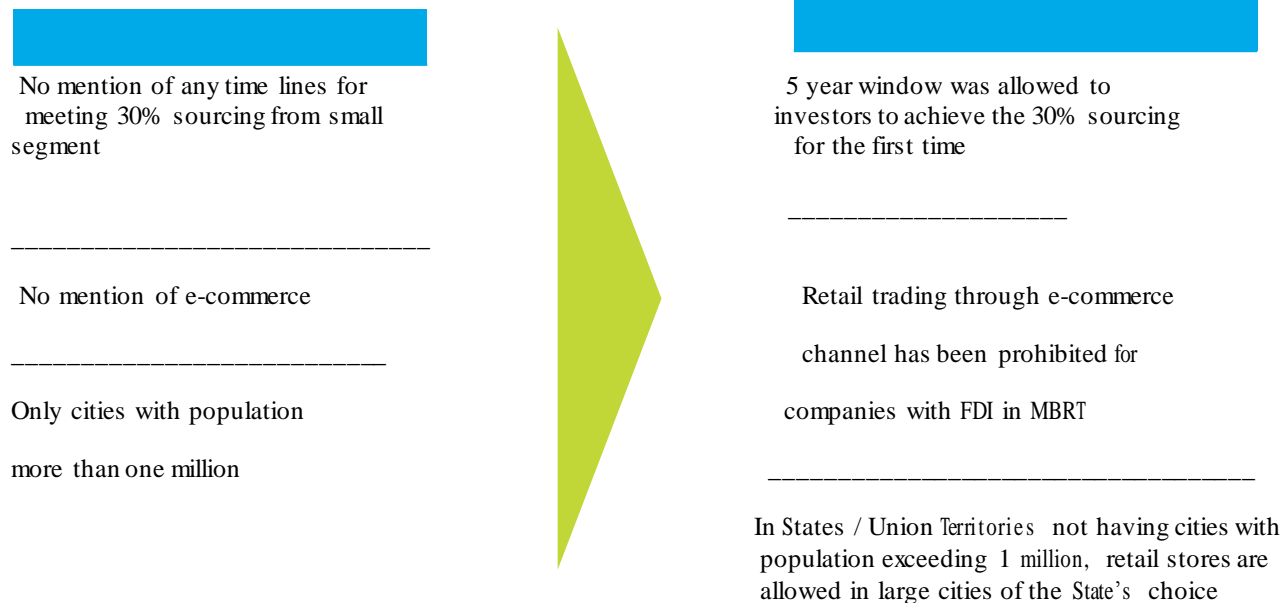 No mention of any time lines for
meeting 30% sourcing from small
segment
______________________________
No mention of e-commerce
___________________________
Only cities with population
more than one million
5 year window was allowed to
investors to achieve the 30% sourcing
for the first time
____________________
Retail trading through e-commerce
channel has been prohibited for
companies with FDI in MBRT
___________________________________
In States / Union Territories not having cities with
population exceeding 1 million, retail stores are
allowed in large cities of the State's choice